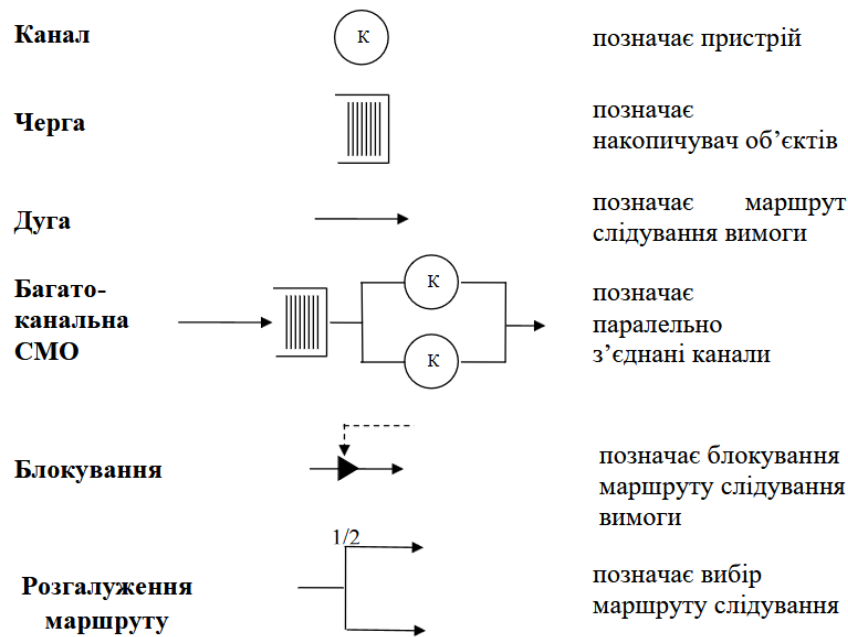 Канал
К
позначає пристрій
Черга
позначає
накопичувач об’єктів
Дуга
позначає маршрут
слідування вимоги
Багато-
канальна
СМО
К
К
позначає
паралельно
з’єднані канали
Блокування
позначає блокування
маршруту слідування
вимоги
1/2
Розгалуження
маршруту
позначає вибір
маршруту слідування